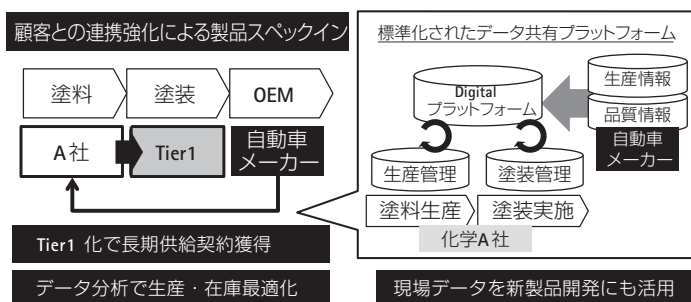 顧客との連携強化による製品スペックイン
塗料
塗装
OEM
A社
Tier1
自動車
メーカー
Tier1 化で長期供給契約獲得
データ分析で生産・在庫最適化
標準化されたデータ共有プラットフォーム
Digital
プラットフォーム
生産情報
品質情報
自動車
メーカー
生産管理
塗装管理
塗料生産
塗装実施
化学A社
現場データを新製品開発にも活用